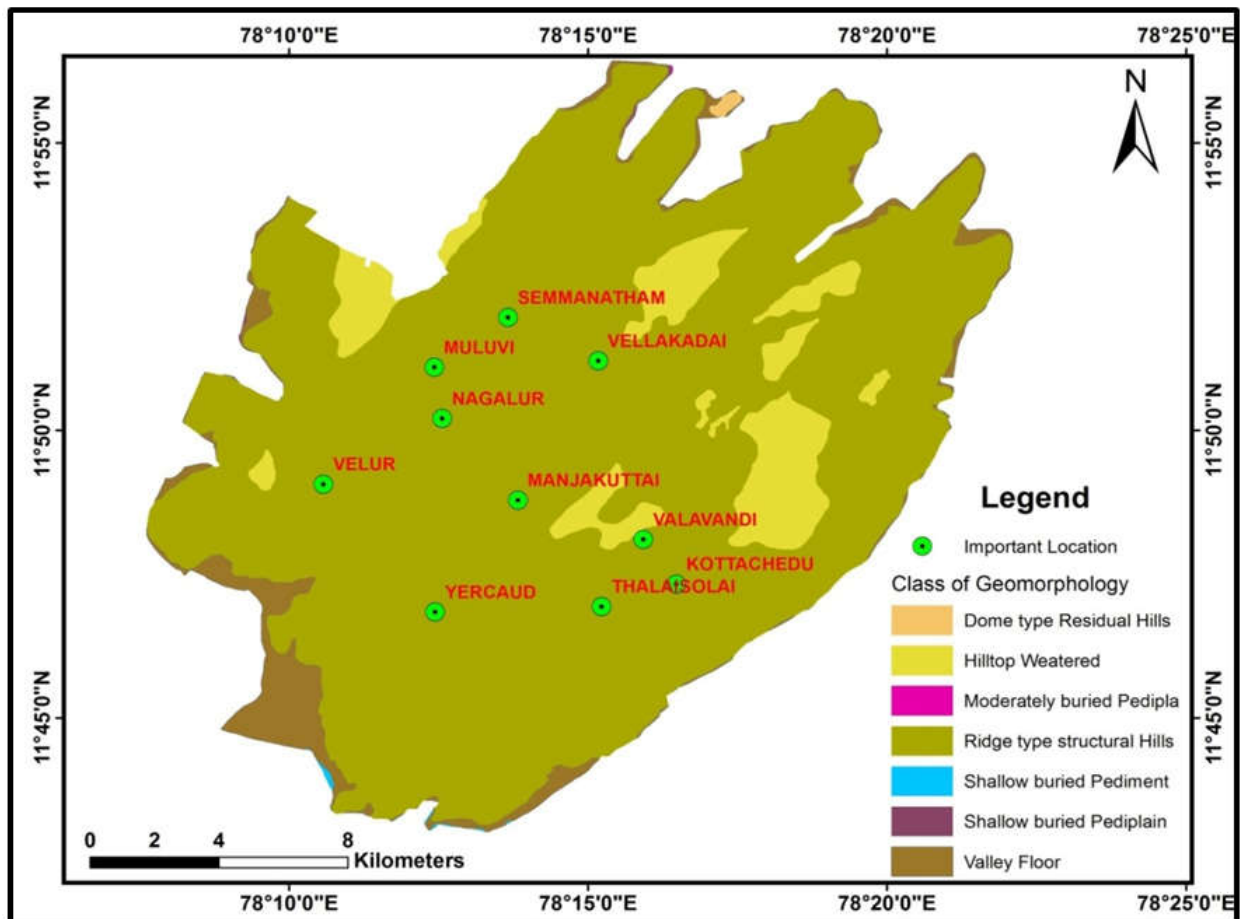 78°10'0"E 78°15'0"E 78°20'0"E 78°25'0"E
11°55'0"N
11°55'0"N
N
SEMMANATHAM
VELLAKADAI
MULUVI
NAGALUR
11°50'0"N
11°50'0"N
VELUR
MANJAKUTTAI
VALAVANDI
KOTTACHEDU
THALAISOLAI
YERCAUD
11°45'0"N
11°45'0"N
Legend
Important Location
Class of Geomorphology
Dome type Residual Hills
Hilltop Weatered
Moderately buried Pedipla
Ridge type structural Hills
Shallow buried Pediment
Shallow buried Pediplain
Valley Floor
0 2 4 8
Kilometers
78°10'0"E 78°15'0"E 78°20'0"E 78°25'0"E